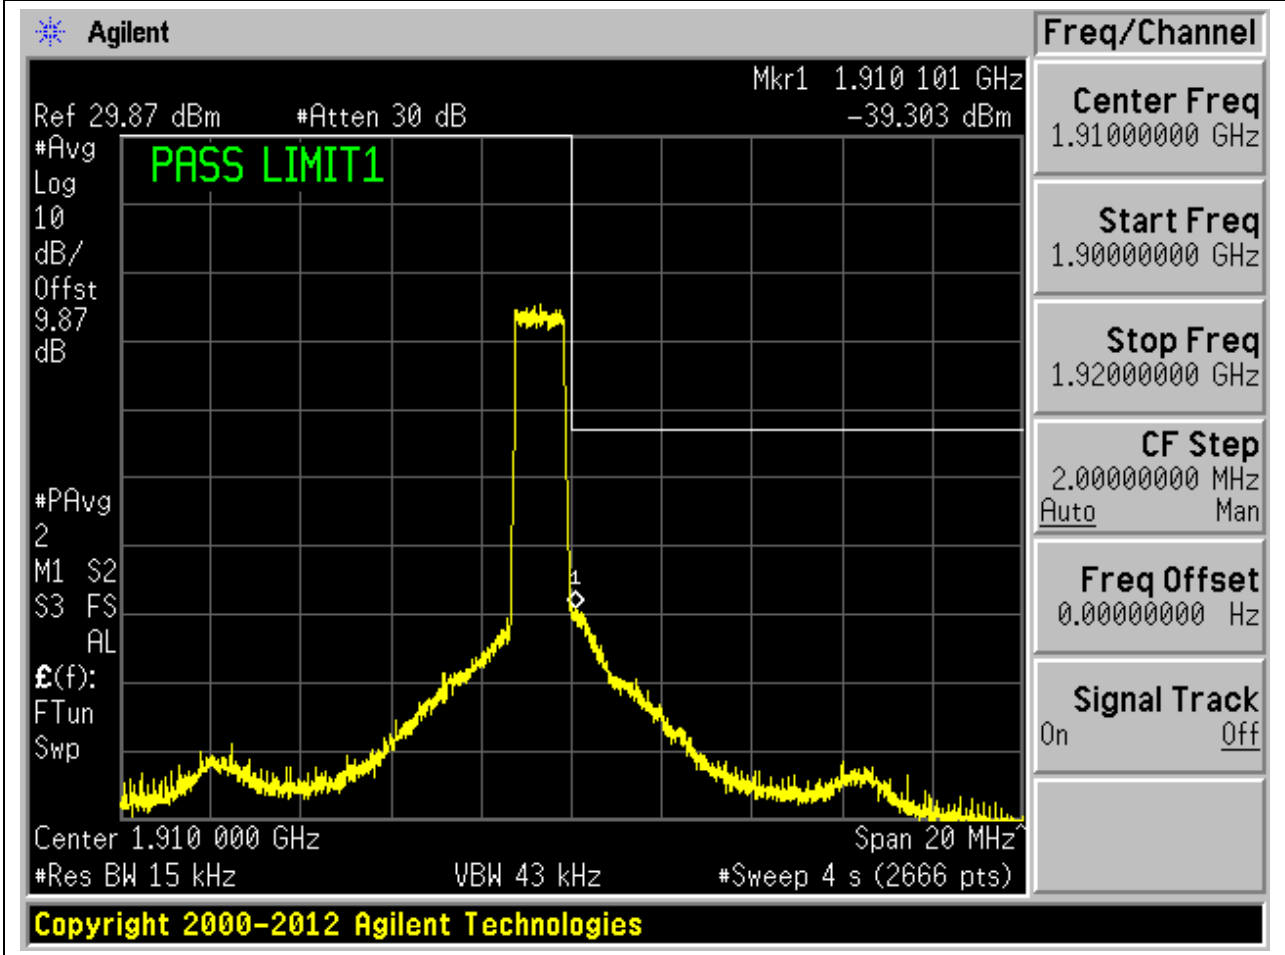 Agilent
Freq/Channel
Mkr1 1.910 101 GHz
Ref 29.87 dBm #Atten 30 dB -39.303 dBm
#Avg
Log
10
dB/
Offst
9.87
dB
PASS LIMIT1
1
#PAvg
2
M1 S2
S3 FS
AL
£(f):
FTun
Swp
Center 1.910 000 GHz Span 20 MHz^
#Res BW 15 kHz VBW 43 kHz #Sweep 4 s (2666 pts)
Center Freq
1.91000000 GHz
Start Freq
1.90000000 GHz
Stop Freq
1.92000000 GHz
CF Step
2.00000000 MHz
Auto Man
Freq Offset
0.00000000 Hz
Signal Track
On Off
Copyright 2000-2012 Agilent Technologies